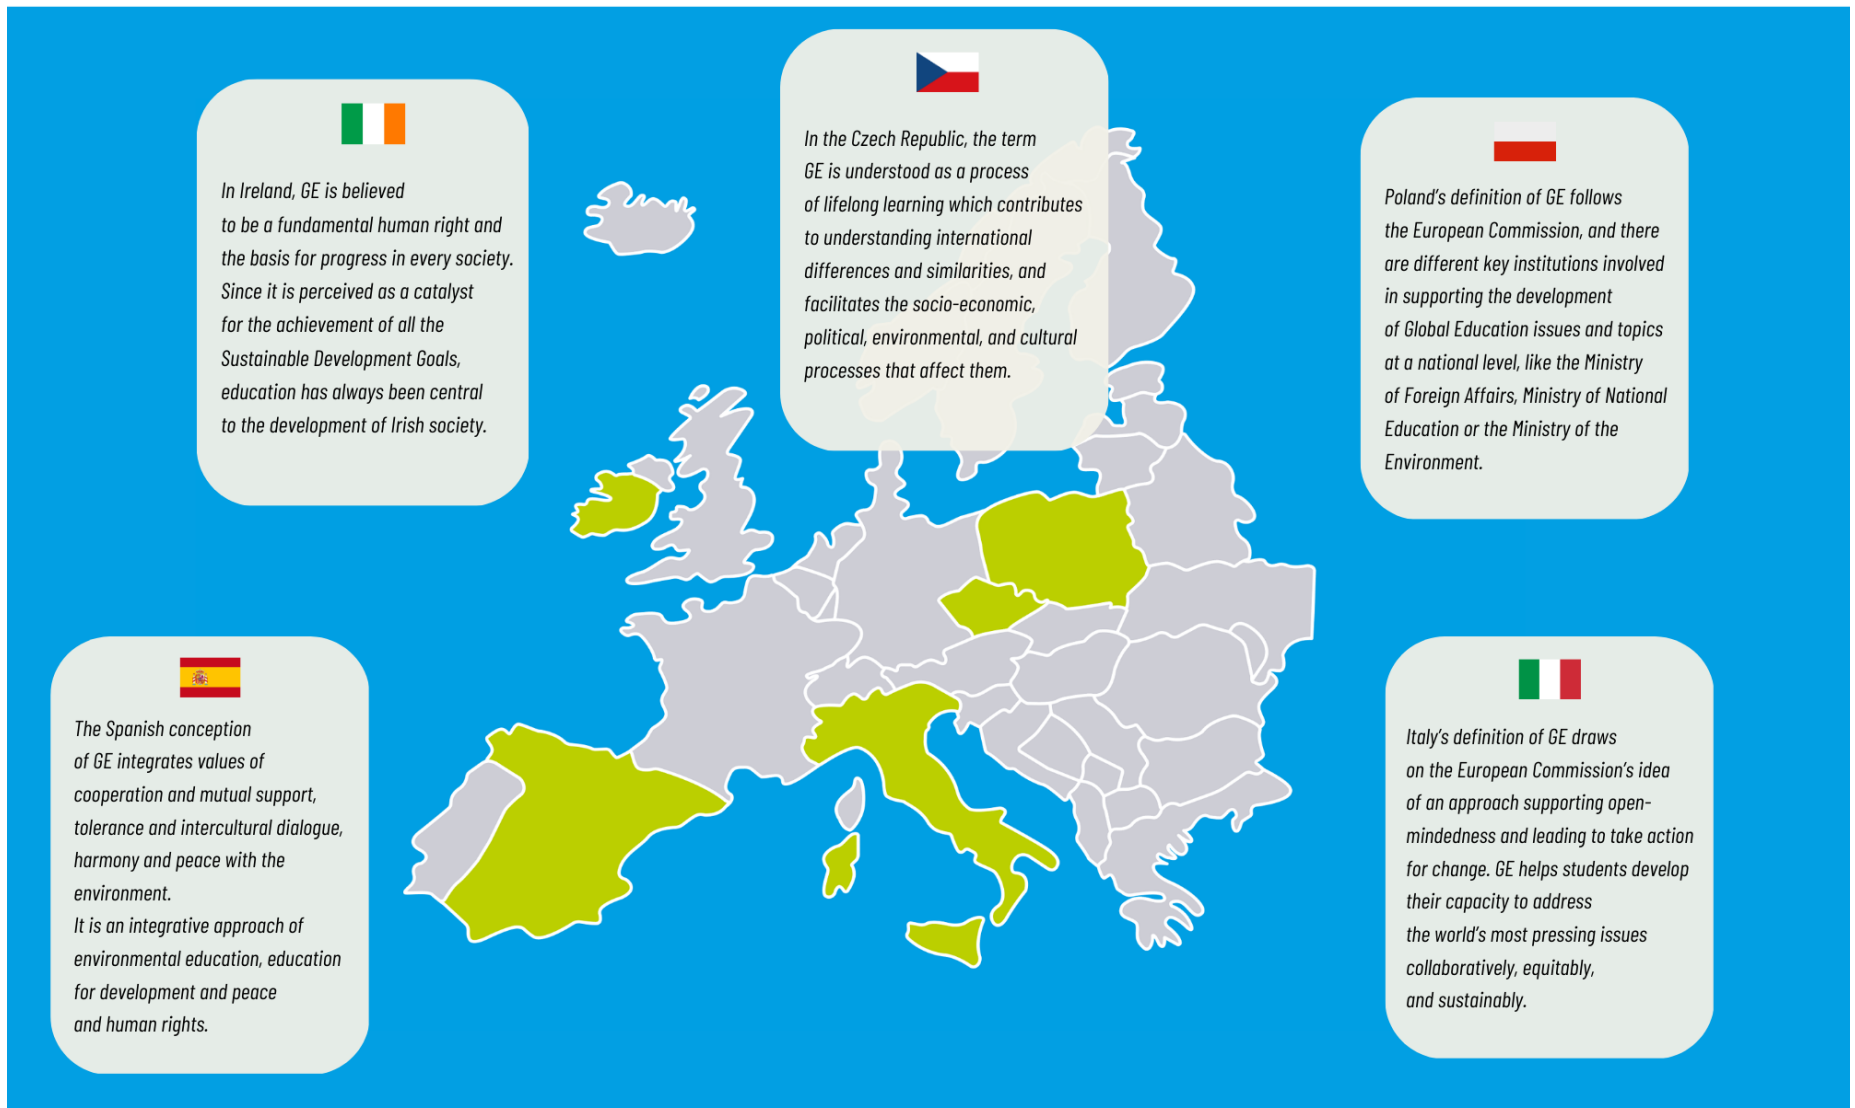 In Ireland, GE is believed
to be a fundamental human right and
the basis for progress in every society.
Since it is perceived as a catalyst
for the achievement of all the
Sustainable Development Goals,
education has always been central
to the development of Irish society.
In the Czech Republic, the term
GE is understood as a process
of lifelong learning which contributes
to understanding international
differences and similarities, and
facilitates the socio-economic,
political, environmental, and cultural
processes that affect them.
Poland's definition of GE follows
the European Commission, and there
are different key institutions involved
in supporting the development
of Global Education issues and topics
at a national level, like the Ministry
of Foreign Affairs, Ministry of National
Education or the Ministry of the
Environment.
The Spanish conception
of GE integrates values of
cooperation and mutual support,
tolerance and intercultural dialogue,
harmony and peace with the
environment.
It is an integrative approach of
environmental education, education
for development and peace
and human rights.
Italy's definition of GE draws
on the European Commission's idea
of an approach supporting open-
mindedness and leading to take action
for change. GE helps students develop
their capacity to address
the world's most pressing issues
collaboratively, equitably,
and sustainably.